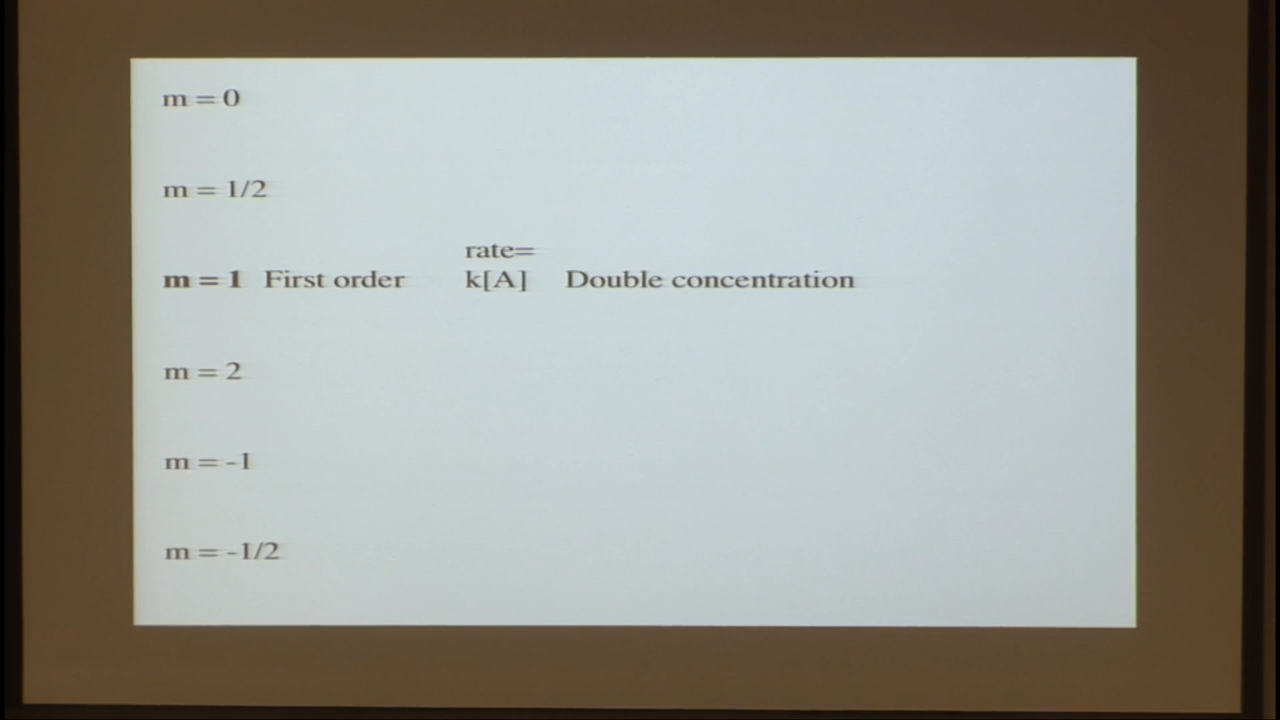 m = 0
m = 1/2
rate=
m = 1 First order k[A] Double concentration
m = 2
m = -1
m = -1/2